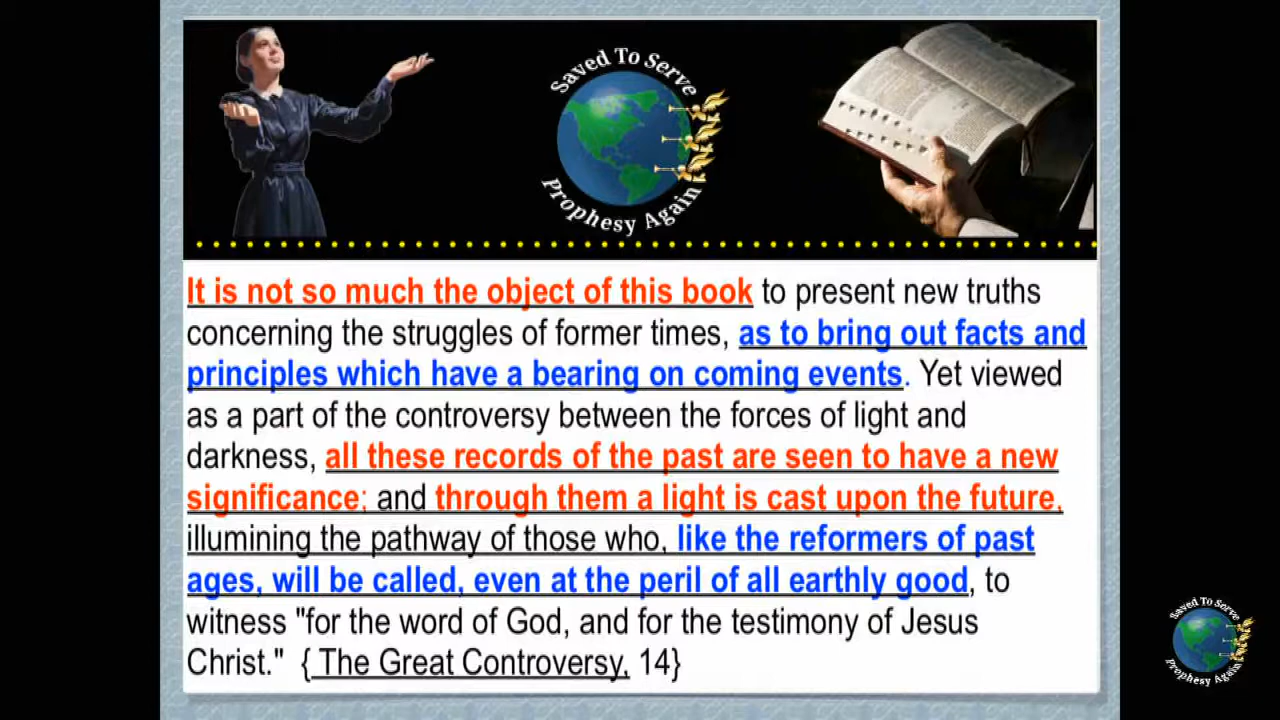 Saved To Serve
Prophesy Again
It is not so much the object of this book to present new truths
concerning the struggles of former times, as to bring out facts and
principles which have a bearing on coming events. Yet viewed
as a part of the controversy between the forces of light and
darkness, all these records of the past are seen to have a new
significance; and through them a light is cast upon the future,
illumining the pathway of those who, like the reformers of past
ages, will be called, even at the peril of all earthly good, to
witness "for the word of God, and for the testimony of Jesus
Christ." { The Great Controversy, 14}
Saved To Serve
Prophesy Again